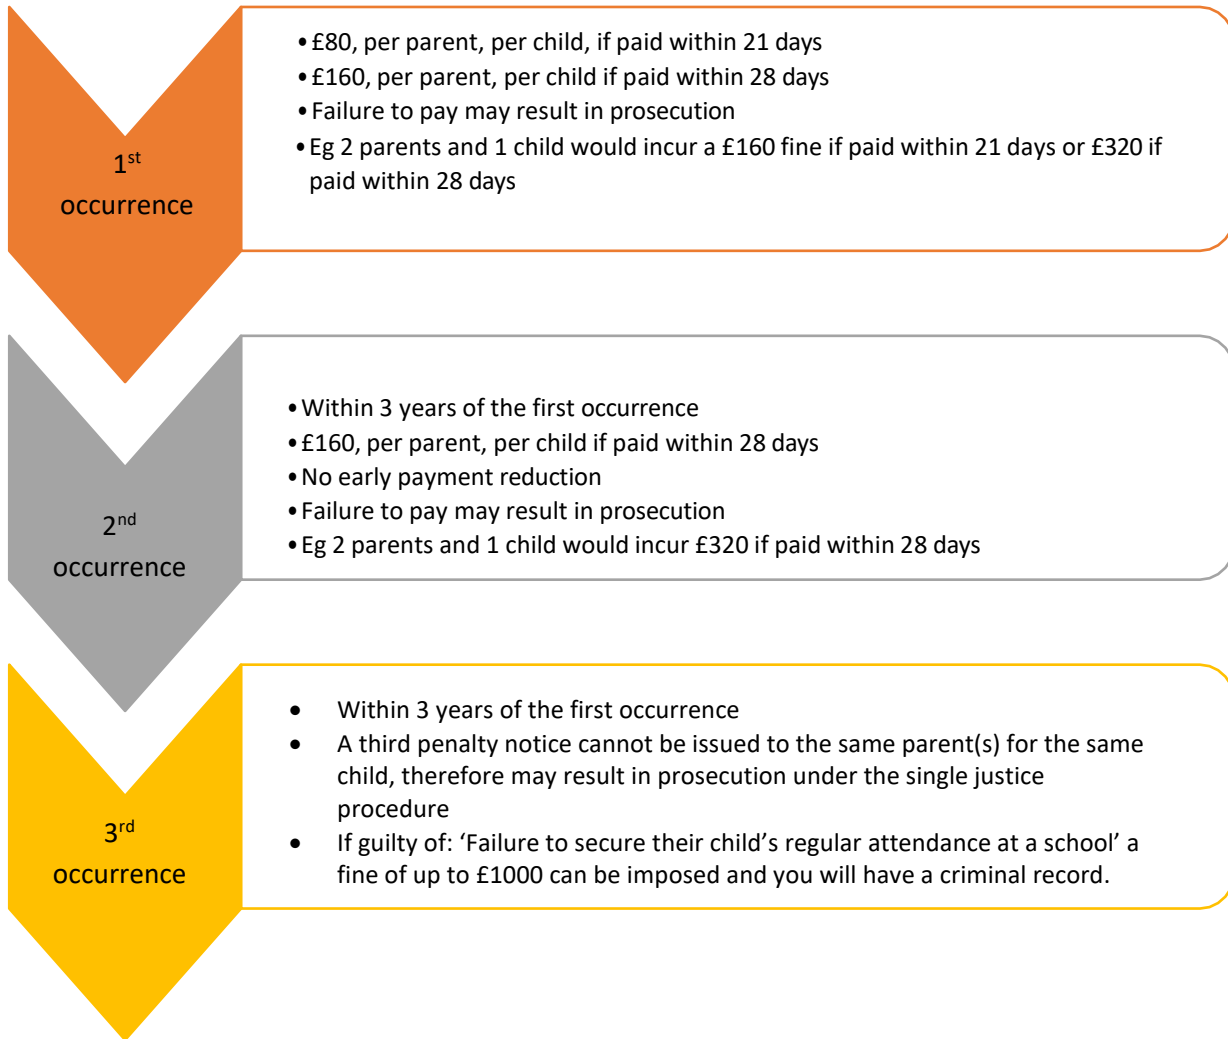 1st
occurrence
• £80, per parent, per child, if paid within 21 days
• £160, per parent, per child if paid within 28 days
• Failure to pay may result in prosecution
• Eg 2 parents and 1 child would incur a £160 fine if paid within 21 days or £320 if
paid within 28 days
2nd
occurrence
• Within 3 years of the first occurrence
• £160, per parent, per child if paid within 28 days
• No early payment reduction
• Failure to pay may result in prosecution
• Eg 2 parents and 1 child would incur £320 if paid within 28 days
3rd
occurrence
• Within 3 years of the first occurrence
• A third penalty notice cannot be issued to the same parent(s) for the same
child, therefore may result in prosecution under the single justice
procedure
• If guilty of: ‘Failure to secure their child’s regular attendance at a school’ a
fine of up to £1000 can be imposed and you will have a criminal record.